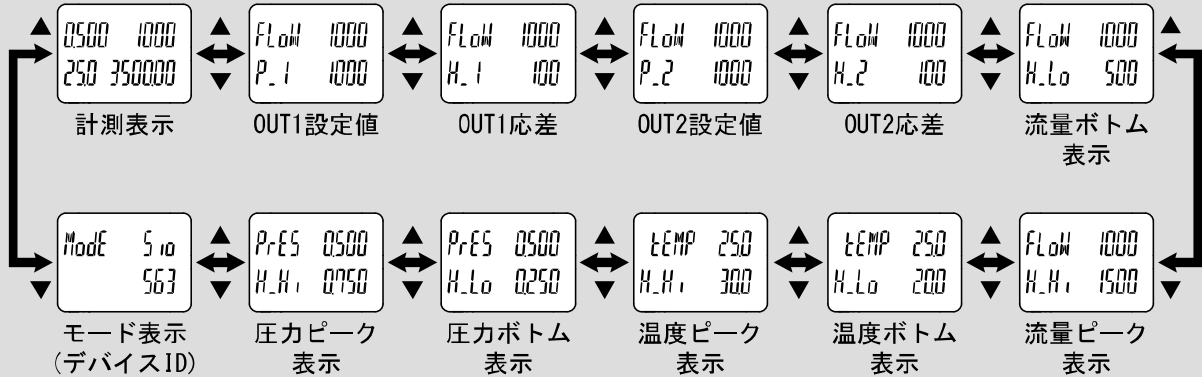 0.500 1000
25.0 3500.00
計測表示
FLoW 1000
P_1 1000
OUT1設定値
FLoW 1000
H_1 100
OUT1応差
FLoW 1000
P_2 1000
OUT2設定値
FLoW 1000
H_2 100
OUT2応差
FLoW 1000
H_Lo 500
流量ボトム
表示
ModE S io
563
モード表示
(デバイスID)
PrES 0.500
H_Hi 0.750
圧力ピーク
表示
PrES 0.500
H_Lo 0.250
圧力ボトム
表示
tEMP 25.0
H_Hi 30.0
温度ピーク
表示
tEMP 25.0
H_Lo 20.0
温度ボトム
表示
FLoW 1000
H_Hi 1500
流量ピーク
表示